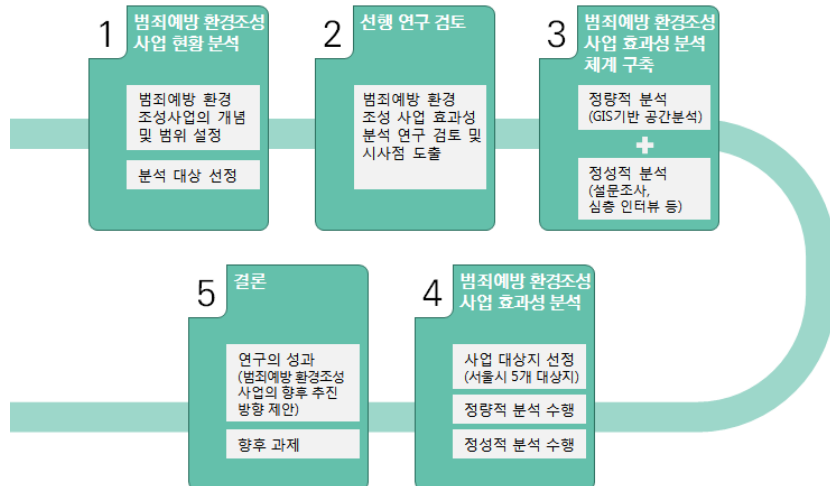 1
범죄예방 환경조성
사업 현황 분석
범죄예방 환경
조성사업의 개념
및 범위 설정
분석 대상 선정
2
선행 연구 검토
범죄예방 환경
조성 사업 효과성
분석 연구 검토 및
시사점 도출
3
범죄예방 환경조성
사업 효과성 분석
체계 구축
정량적 분석
(GIS기반 공간분석)
+
정성적 분석
(설문조사,
심층 인터뷰 등)
4
범죄예방 환경조성
사업 효과성 분석
사업 대상지 선정
(서울시 5개 대상지)
정량적 분석 수행
정성적 분석 수행
5
결론
연구의 성과
(범죄예방 환경조성
사업의 향후 추진
방향 제안)
향후 과제